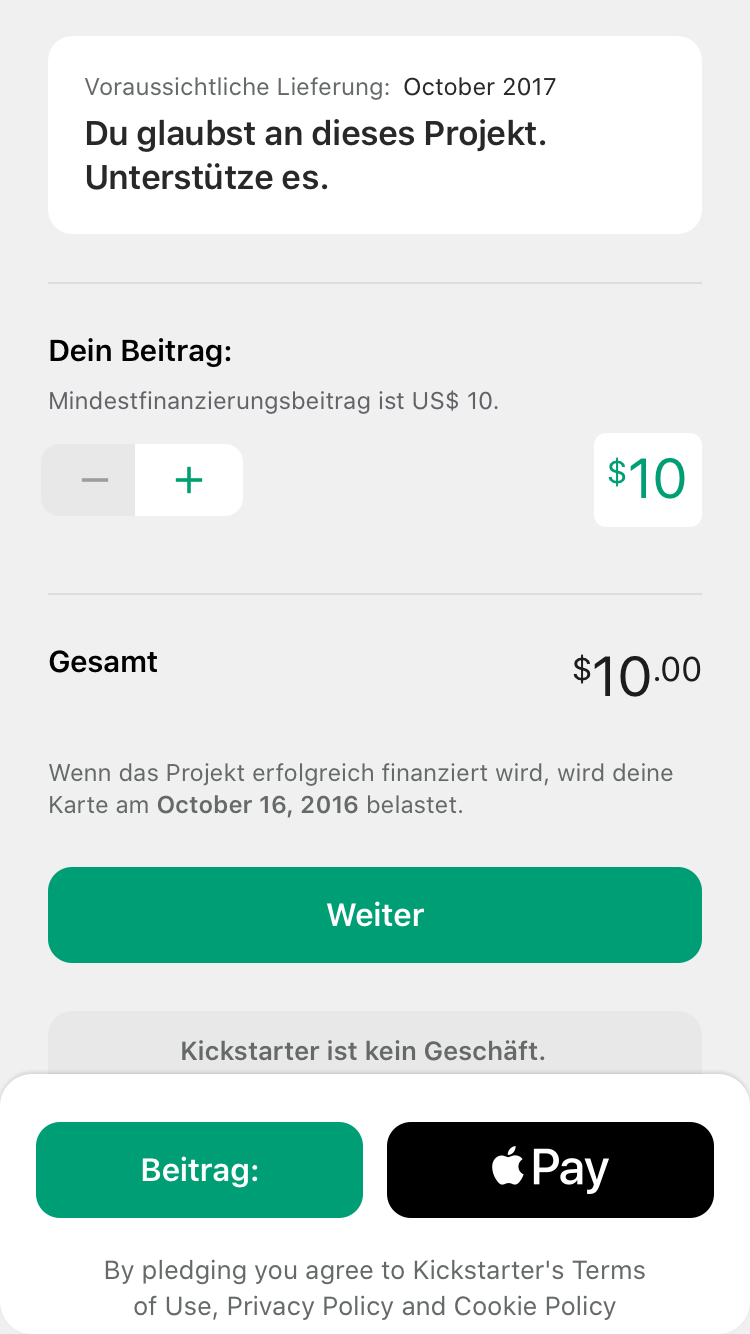 Voraussichtliche Lieferung: October 2017
Du glaubst an dieses Projekt.
Unterstütze es.
Dein Beitrag:
Mindestfinanzierungsbeitrag ist US$ 10.
− + $10
Gesamt $10.00
Wenn das Projekt erfolgreich finanziert wird, wird deine
Karte am October 16, 2016 belastet.
Weiter
Kickstarter ist kein Geschäft.
Beitrag: Pay
By pledging you agree to Kickstarter's Terms
of Use, Privacy Policy and Cookie Policy